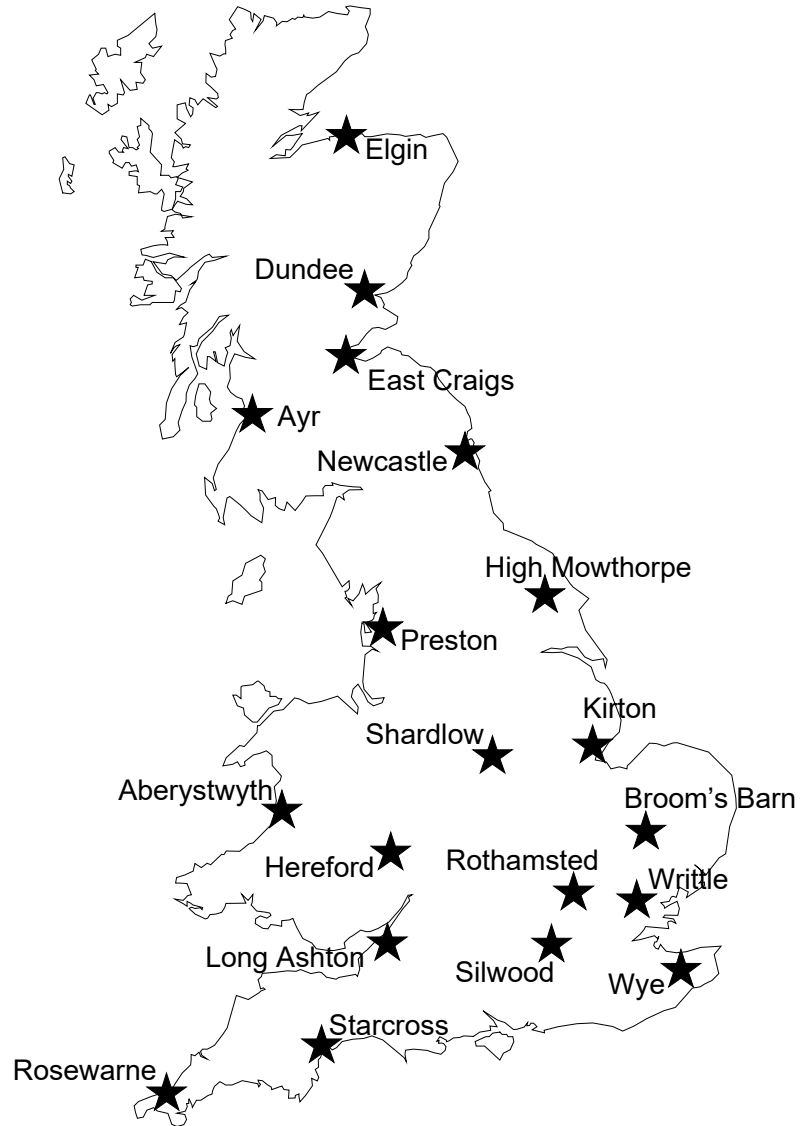 Elgin
Dundee
East Craigs
Ayr
Newcastle
High Mowthorpe
Preston
Kirton
Shardlow
Aberystwyth
Broom’s Barn
Rothamsted
Hereford
Writtle
Long Ashton
Silwood
Wye
Starcross
Rosewarne